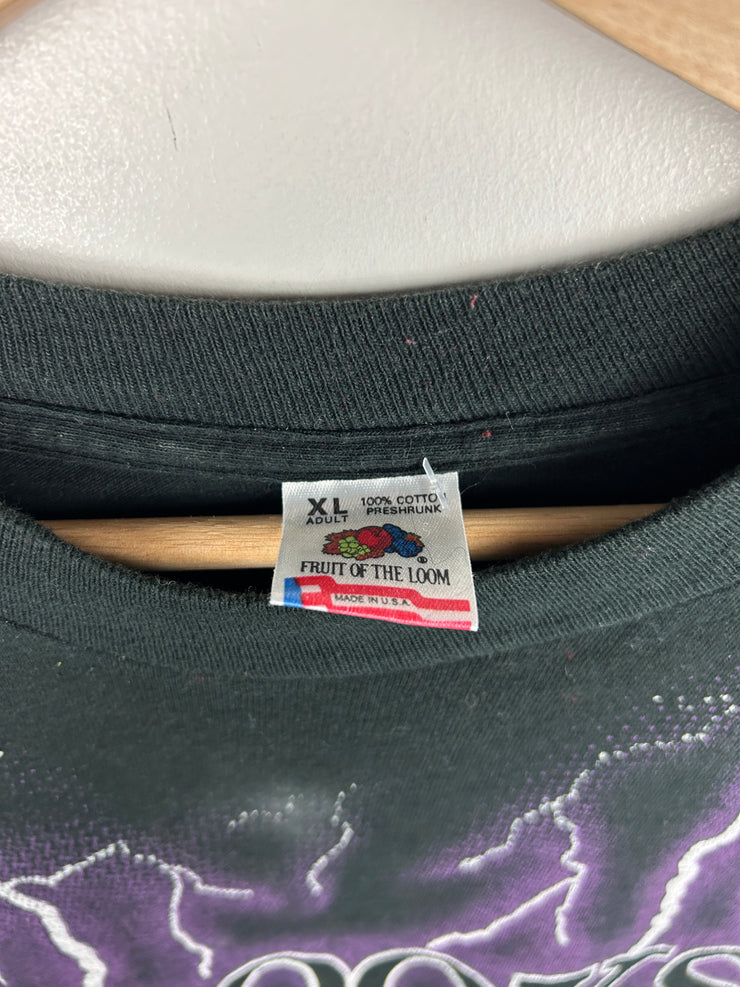 XL 100% COTTON
ADULT PRESHRUNK
®
FRUIT OF THE LOOM
MADE IN U.S.A.